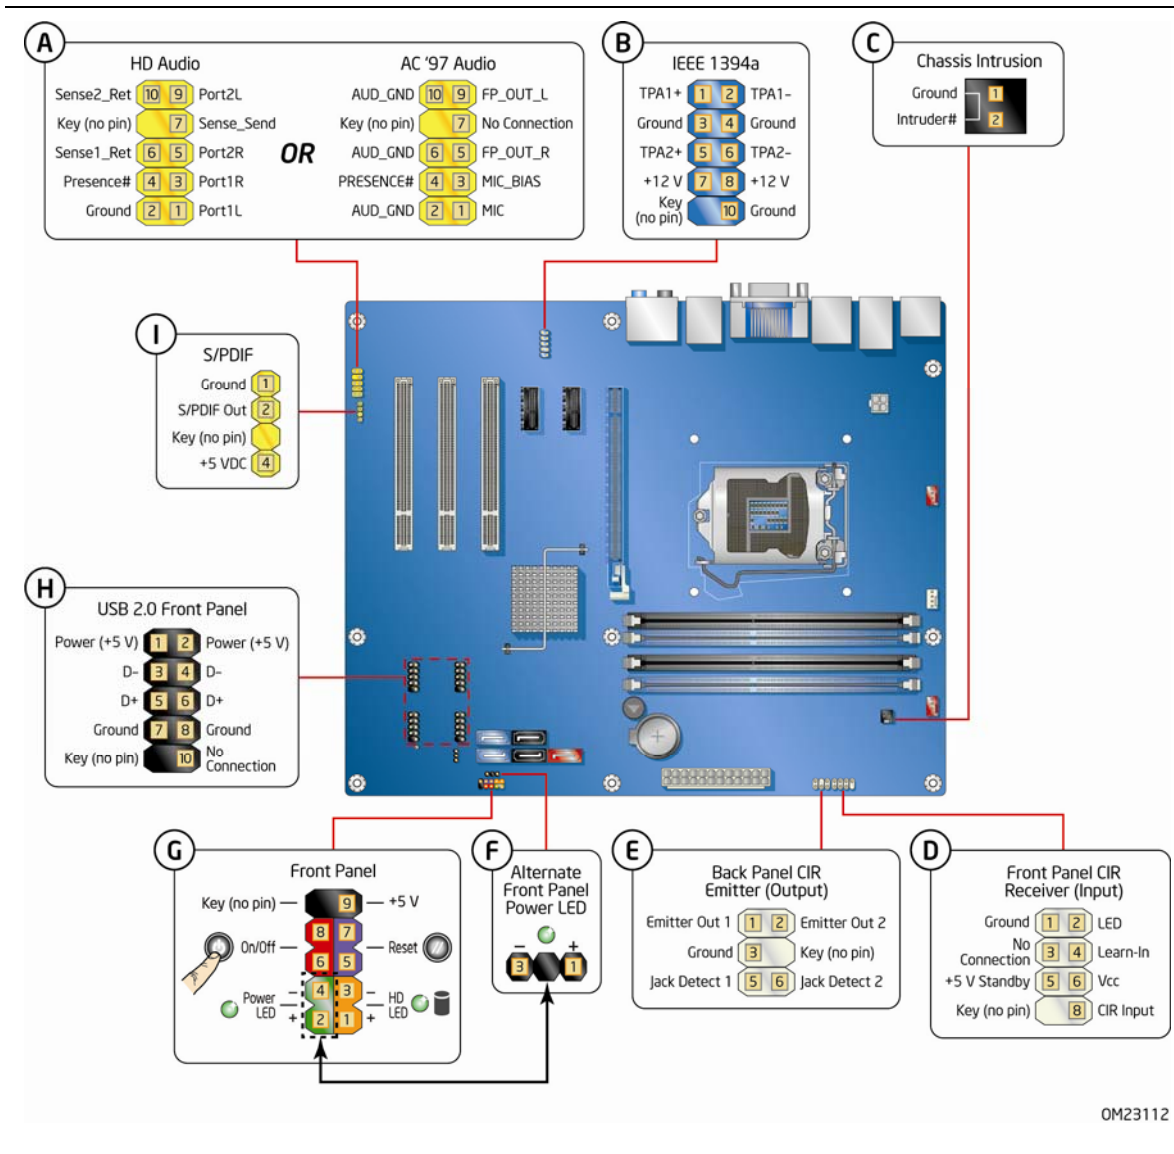 A
HD Audio
Sense2_Ret 10 9 Port2L
Key (no pin) 7 Sense_Send
Sense1_Ret 6 5 Port2R
Presence# 4 3 Port1R
Ground 2 1 Port1L
OR
AC '97 Audio
AUD_GND 10 9 FP_OUT_L
Key (no pin) 7 No Connection
AUD_GND 6 5 FP_OUT_R
PRESENCE# 4 3 MIC_BIAS
AUD_GND 2 1 MIC
B
IEEE 1394a
TPA1+ 1 2 TPA1-
Ground 3 4 Ground
TPA2+ 5 6 TPA2-
+12 V 7 8 +12 V
Key
(no pin) 10 Ground
C
Chassis Intrusion
Ground 1
Intruder# 2
I
S/PDIF
Ground 1
S/PDIF Out 2
Key (no pin)
+5 VDC 4
H
USB 2.0 Front Panel
Power (+5 V) 1 2 Power (+5 V)
D- 3 4 D-
D+ 5 6 D+
Ground 7 8 Ground
Key (no pin) 10 No
Connection
G
Front Panel
Key (no pin) 9 +5 V
8 7
On/Off Reset
6 5
Power
LED
- 4 3 -
HD
LED
+ 2 1 +
F
Alternate
Front Panel
Power LED
- +
3 1
E
Back Panel CIR
Emitter (Output)
Emitter Out 1 1 2 Emitter Out 2
Ground 3 Key (no pin)
Jack Detect 1 5 6 Jack Detect 2
D
Front Panel CIR
Receiver (Input)
Ground 1 2 LED
No
Connection 3 4 Learn-In
+5 V Standby 5 6 Vcc
Key (no pin) 8 CIR Input
OM23112